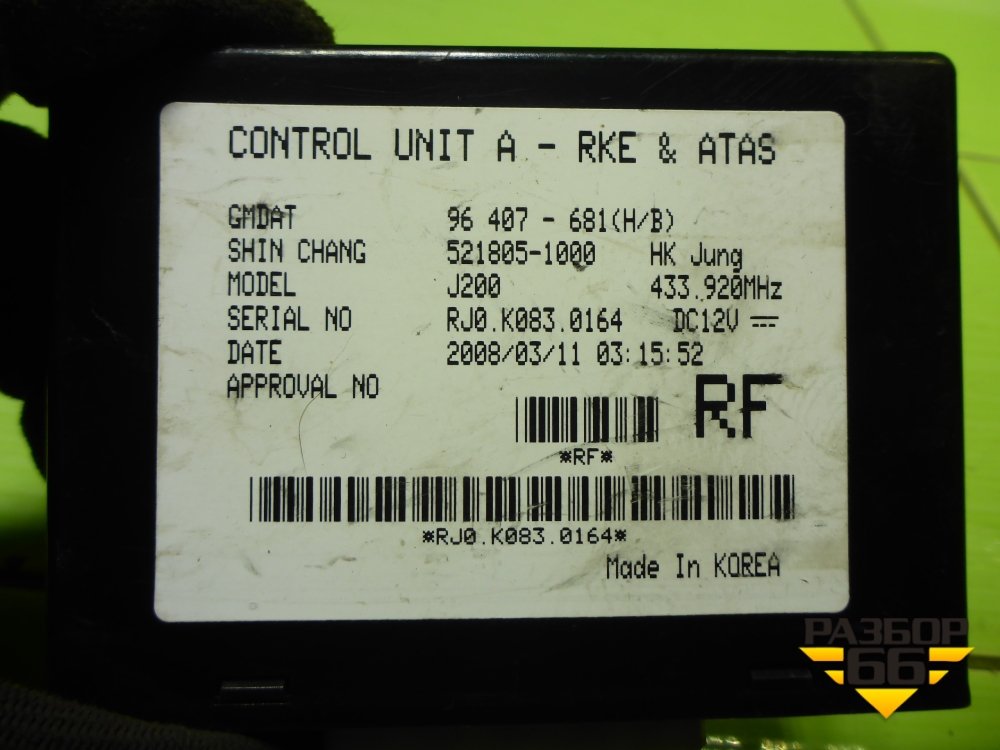 CONTROL UNIT A - RKE & ATAS
GMDAT 96 407 - 681(H/B)
SHIN CHANG 521805-1000 HK Jung
MODEL J200 433.920MHz
SERIAL NO RJ0.K083.0164 DC12V
DATE 2008/03/11 03:15:52
APPROVAL NO
RF
*RF*
*RJ0.K083.0164*
Made In KOREA
РАЗБОР
66